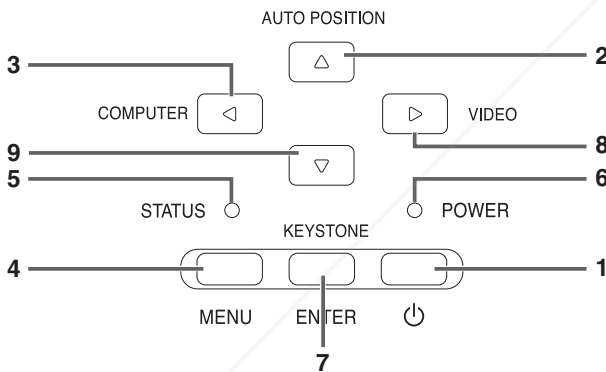 AUTO POSITION
3
2
COMPUTER
VIDEO
8
9
5
6
STATUS
POWER
KEYSTONE
4
1
MENU
ENTER
7